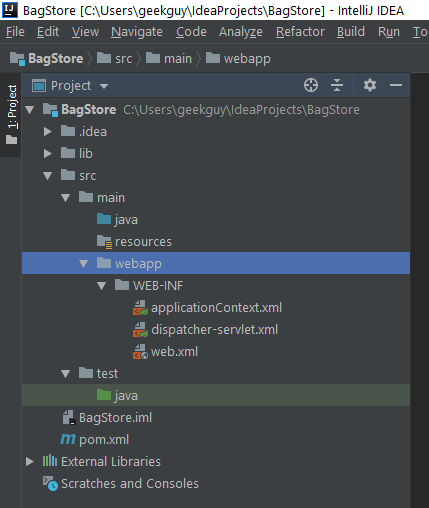 BagStore [C:\Users\geekguy\IdeaProjects\BagStore] - IntelliJ IDEA
File Edit View Navigate Code Analyze Refactor Build Run To
BagStore src main webapp
1: Project
Project
BagStore C:\Users\geekguy\IdeaProjects\BagStore
.idea
lib
src
main
java
resources
webapp
WEB-INF
applicationContext.xml
dispatcher-servlet.xml
web.xml
test
java
BagStore.iml
pom.xml
External Libraries
Scratches and Consoles